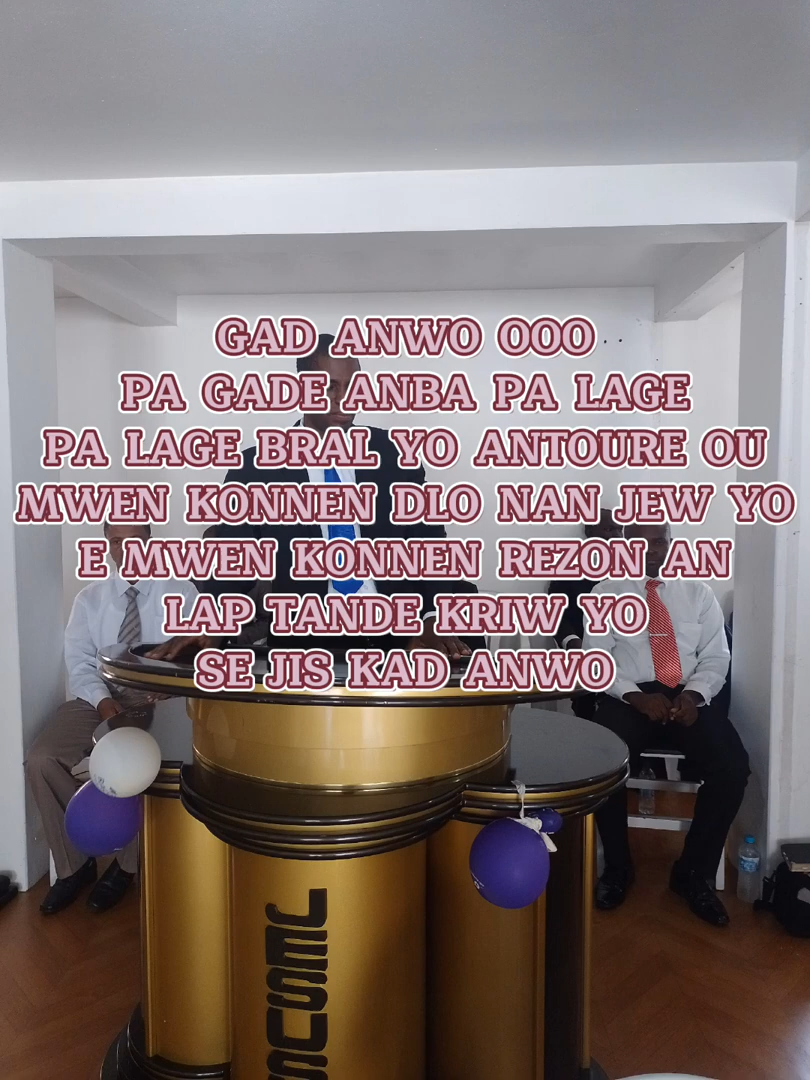 GAD ANWO OOO
PA GADE ANBA PA LAGE
PA LAGE BRAL YO ANTOURE OU
MWEN KONNEN DLO NAN JEW YO
E MWEN KONNEN REZON AN
LAP TANDE KRIW YO
SE JIS KAD ANWO
JESUS